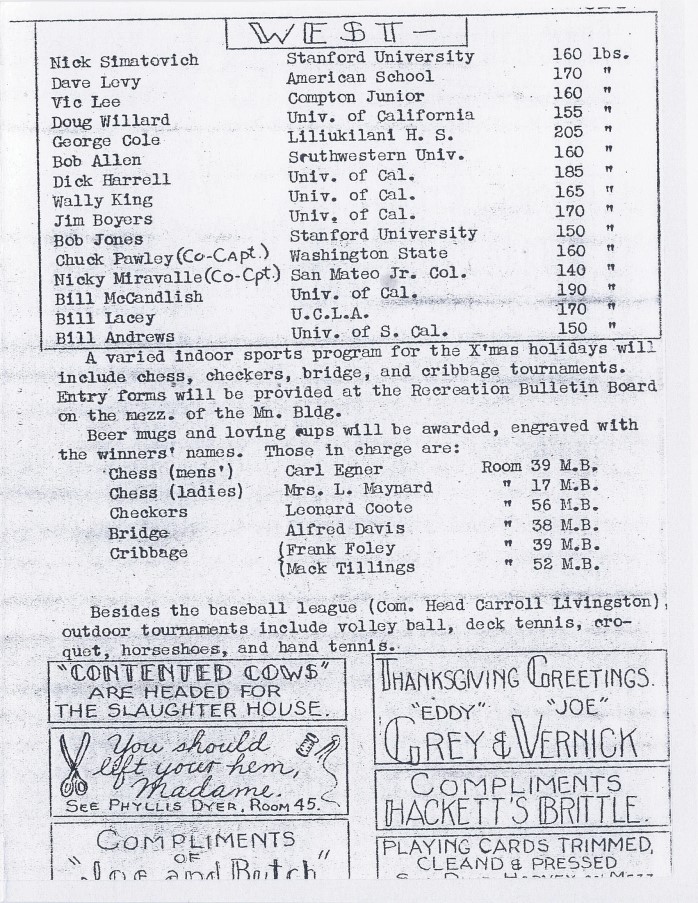 WEST-
Nick Simatovich Stanford University 160 lbs.
Dave Levy American School 170 "
Vic Lee Compton Junior 160 "
Doug Willard Univ. of California 155 "
George Cole Liliukilani H. S. 205 "
Bob Allen Southwestern Univ. 160 "
Dick Harrell Univ. of Cal. 185 "
Wally King Univ. of Cal. 165 "
Jim Boyers Univ. of Cal. 170 "
Bob Jones Stanford University 150 "
Chuck Pawley (Co-Capt.) Washington State 160 "
Nicky Miravalle (Co-Cpt.) San Mateo Jr. Col. 140 "
Bill McCandlish Univ. of Cal. 190 "
Bill Lacey U.C.L.A. 170 "
Bill Andrews Univ. of S. Cal. 150 "
A varied indoor sports program for the X'mas holidays will
include chess, checkers, bridge, and cribbage tournaments.
Entry forms will be provided at the Recreation Bulletin Board
on the mezz. of the Mn. Bldg.
Beer mugs and loving cups will be awarded, engraved with
the winners' names. Those in charge are:
Chess (mens') Carl Egner Room 39 M.B.
Chess (ladies) Mrs. L. Maynard " 17 M.B.
Checkers Leonard Coote " 56 M.B.
Bridge Alfred Davis " 38 M.B.
Cribbage (Frank Foley " 39 M.B.
(Mack Tillings " 52 M.B.
Besides the baseball league (Com. Head Carroll Livingston),
outdoor tournaments include volley ball, deck tennis, cro-
quet, horseshoes, and hand tennis.
"CONTENTED COWS"
ARE HEADED FOR
THE SLAUGHTER HOUSE.
You should
left your hem,
Madame.
SEE PHYLLIS DYER, ROOM 45.
COMPLIMENTS
OF
"Joe and Butch"
THANKSGIVING GREETINGS.
"EDDY" "JOE"
GREY & VERNICK
COMPLIMENTS
HACKETT'S BRITTLE.
PLAYING CARDS TRIMMED,
CLEAND & PRESSED